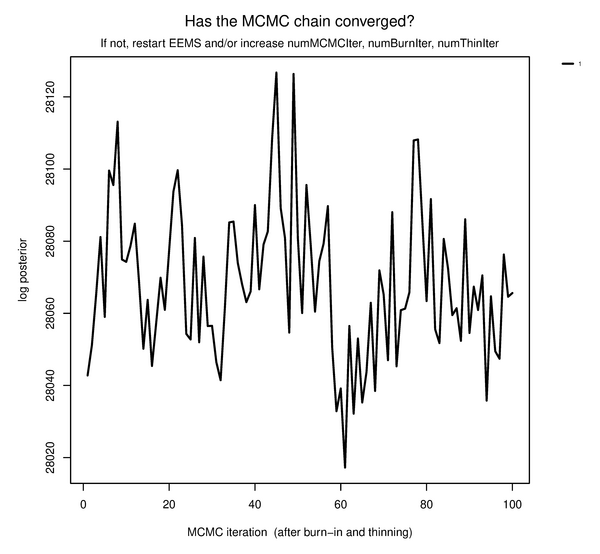 Has the MCMC chain converged?
If not, restart EEMS and/or increase numMCMCIter, numBurnIter, numThinIter
1
log posterior
28120
28100
28080
28060
28040
28020
0 20 40 60 80 100
MCMC iteration (after burn−in and thinning)